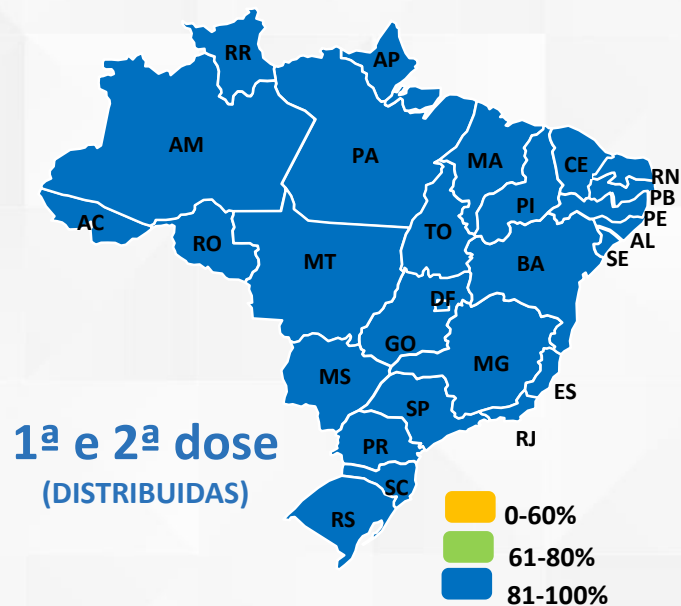 RR
AP
AM
PA
MA
CE
RN
PB
PI
PE
AC
TO
AL
RO
SE
MT
BA
DF
GO
MG
MS
ES
SP
RJ
1ª e 2ª dose
PR
(DISTRIBUIDAS)
SC
RS
0-60%
61-80%
81-100%